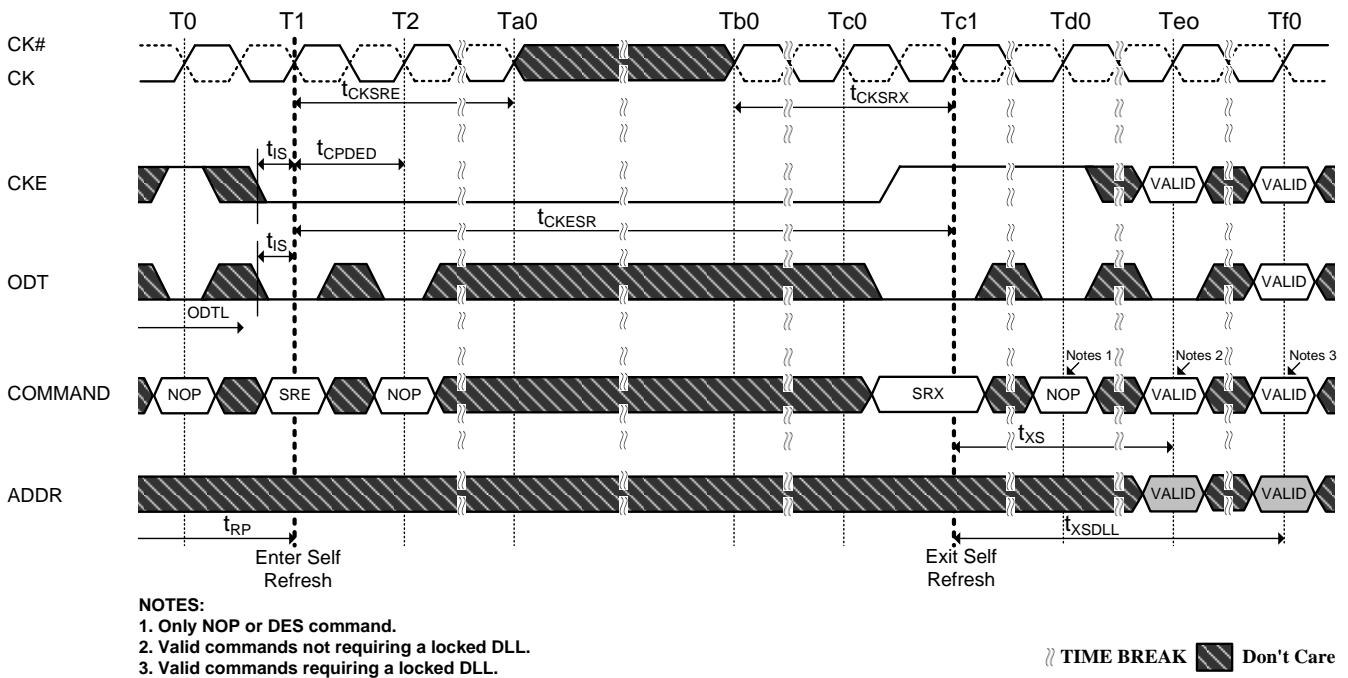 T0 T1 T2 Ta0 Tb0 Tc0 Tc1 Td0 Teo Tf0
CK#
CK
tCKSRE tCKSRX
tIS tCPDED
CKE VALID VALID
tCKESR
tIS
ODT VALID
ODTL
Notes 1 Notes 2 Notes 3
COMMAND NOP SRE NOP SRX NOP VALID VALID
tXS
ADDR VALID VALID
tRP tXSDLL
Enter Self Refresh
Exit Self Refresh
NOTES:
1. Only NOP or DES command.
2. Valid commands not requiring a locked DLL.
3. Valid commands requiring a locked DLL.
TIME BREAK Don't Care